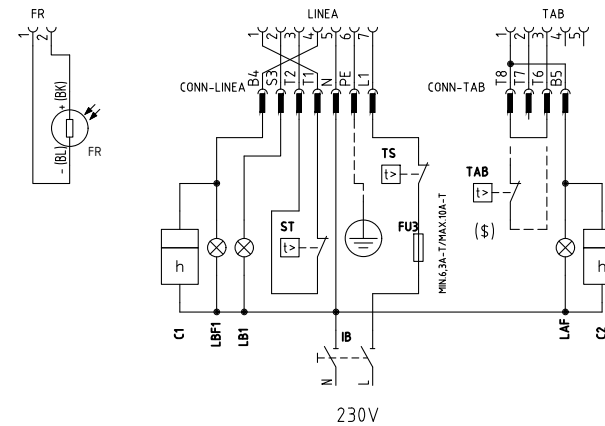 FR
LINEA
TAB
1
2
1
2
3
4
5
6
7
1
2
3
4
5
CONN-LINEA
B4
S3
T2
T1
N
PE
L1
CONN-TAB
T8
T7
T6
B5
+ (BK)
- (BL)
FR
TS
t>
TAB
t>
($)
ST
t>
FU3
MIN.6,3A-T/MAX.10A-T
h
h
C1
LBF1
LB1
IB
LAF
C2
N
L
230V